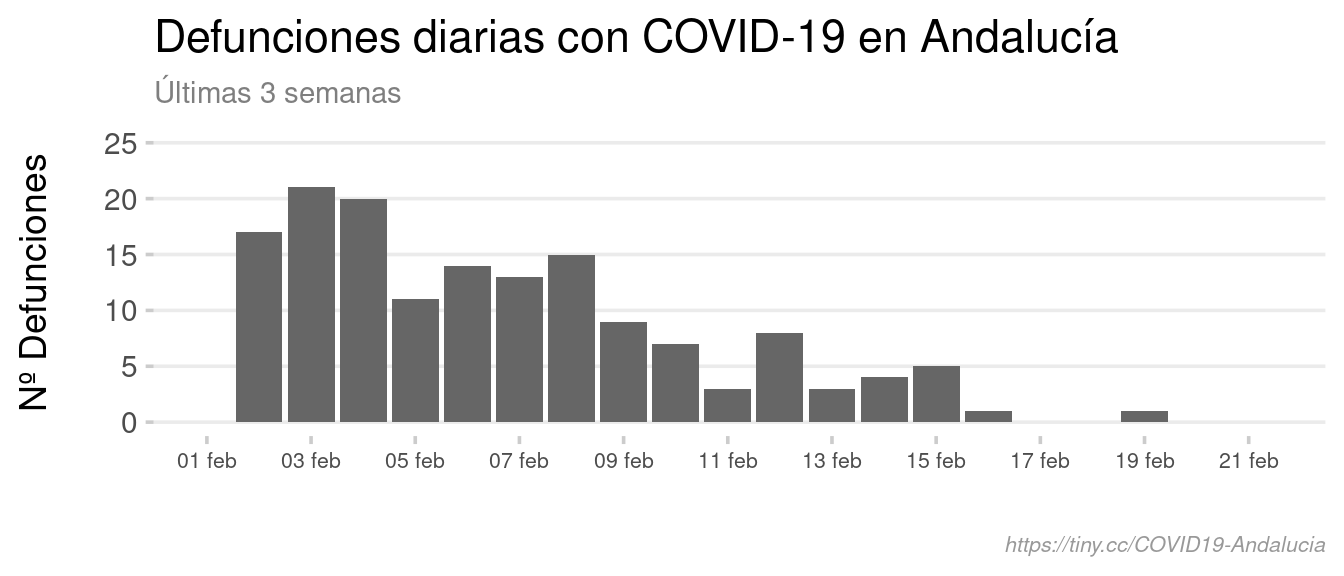 Defunciones diarias con COVID-19 en Andalucía
Últimas 3 semanas
Nº Defunciones
25
20
15
10
5
0
01 feb 03 feb 05 feb 07 feb 09 feb 11 feb 13 feb 15 feb 17 feb 19 feb 21 feb
https://tiny.cc/COVID19-Andalucia